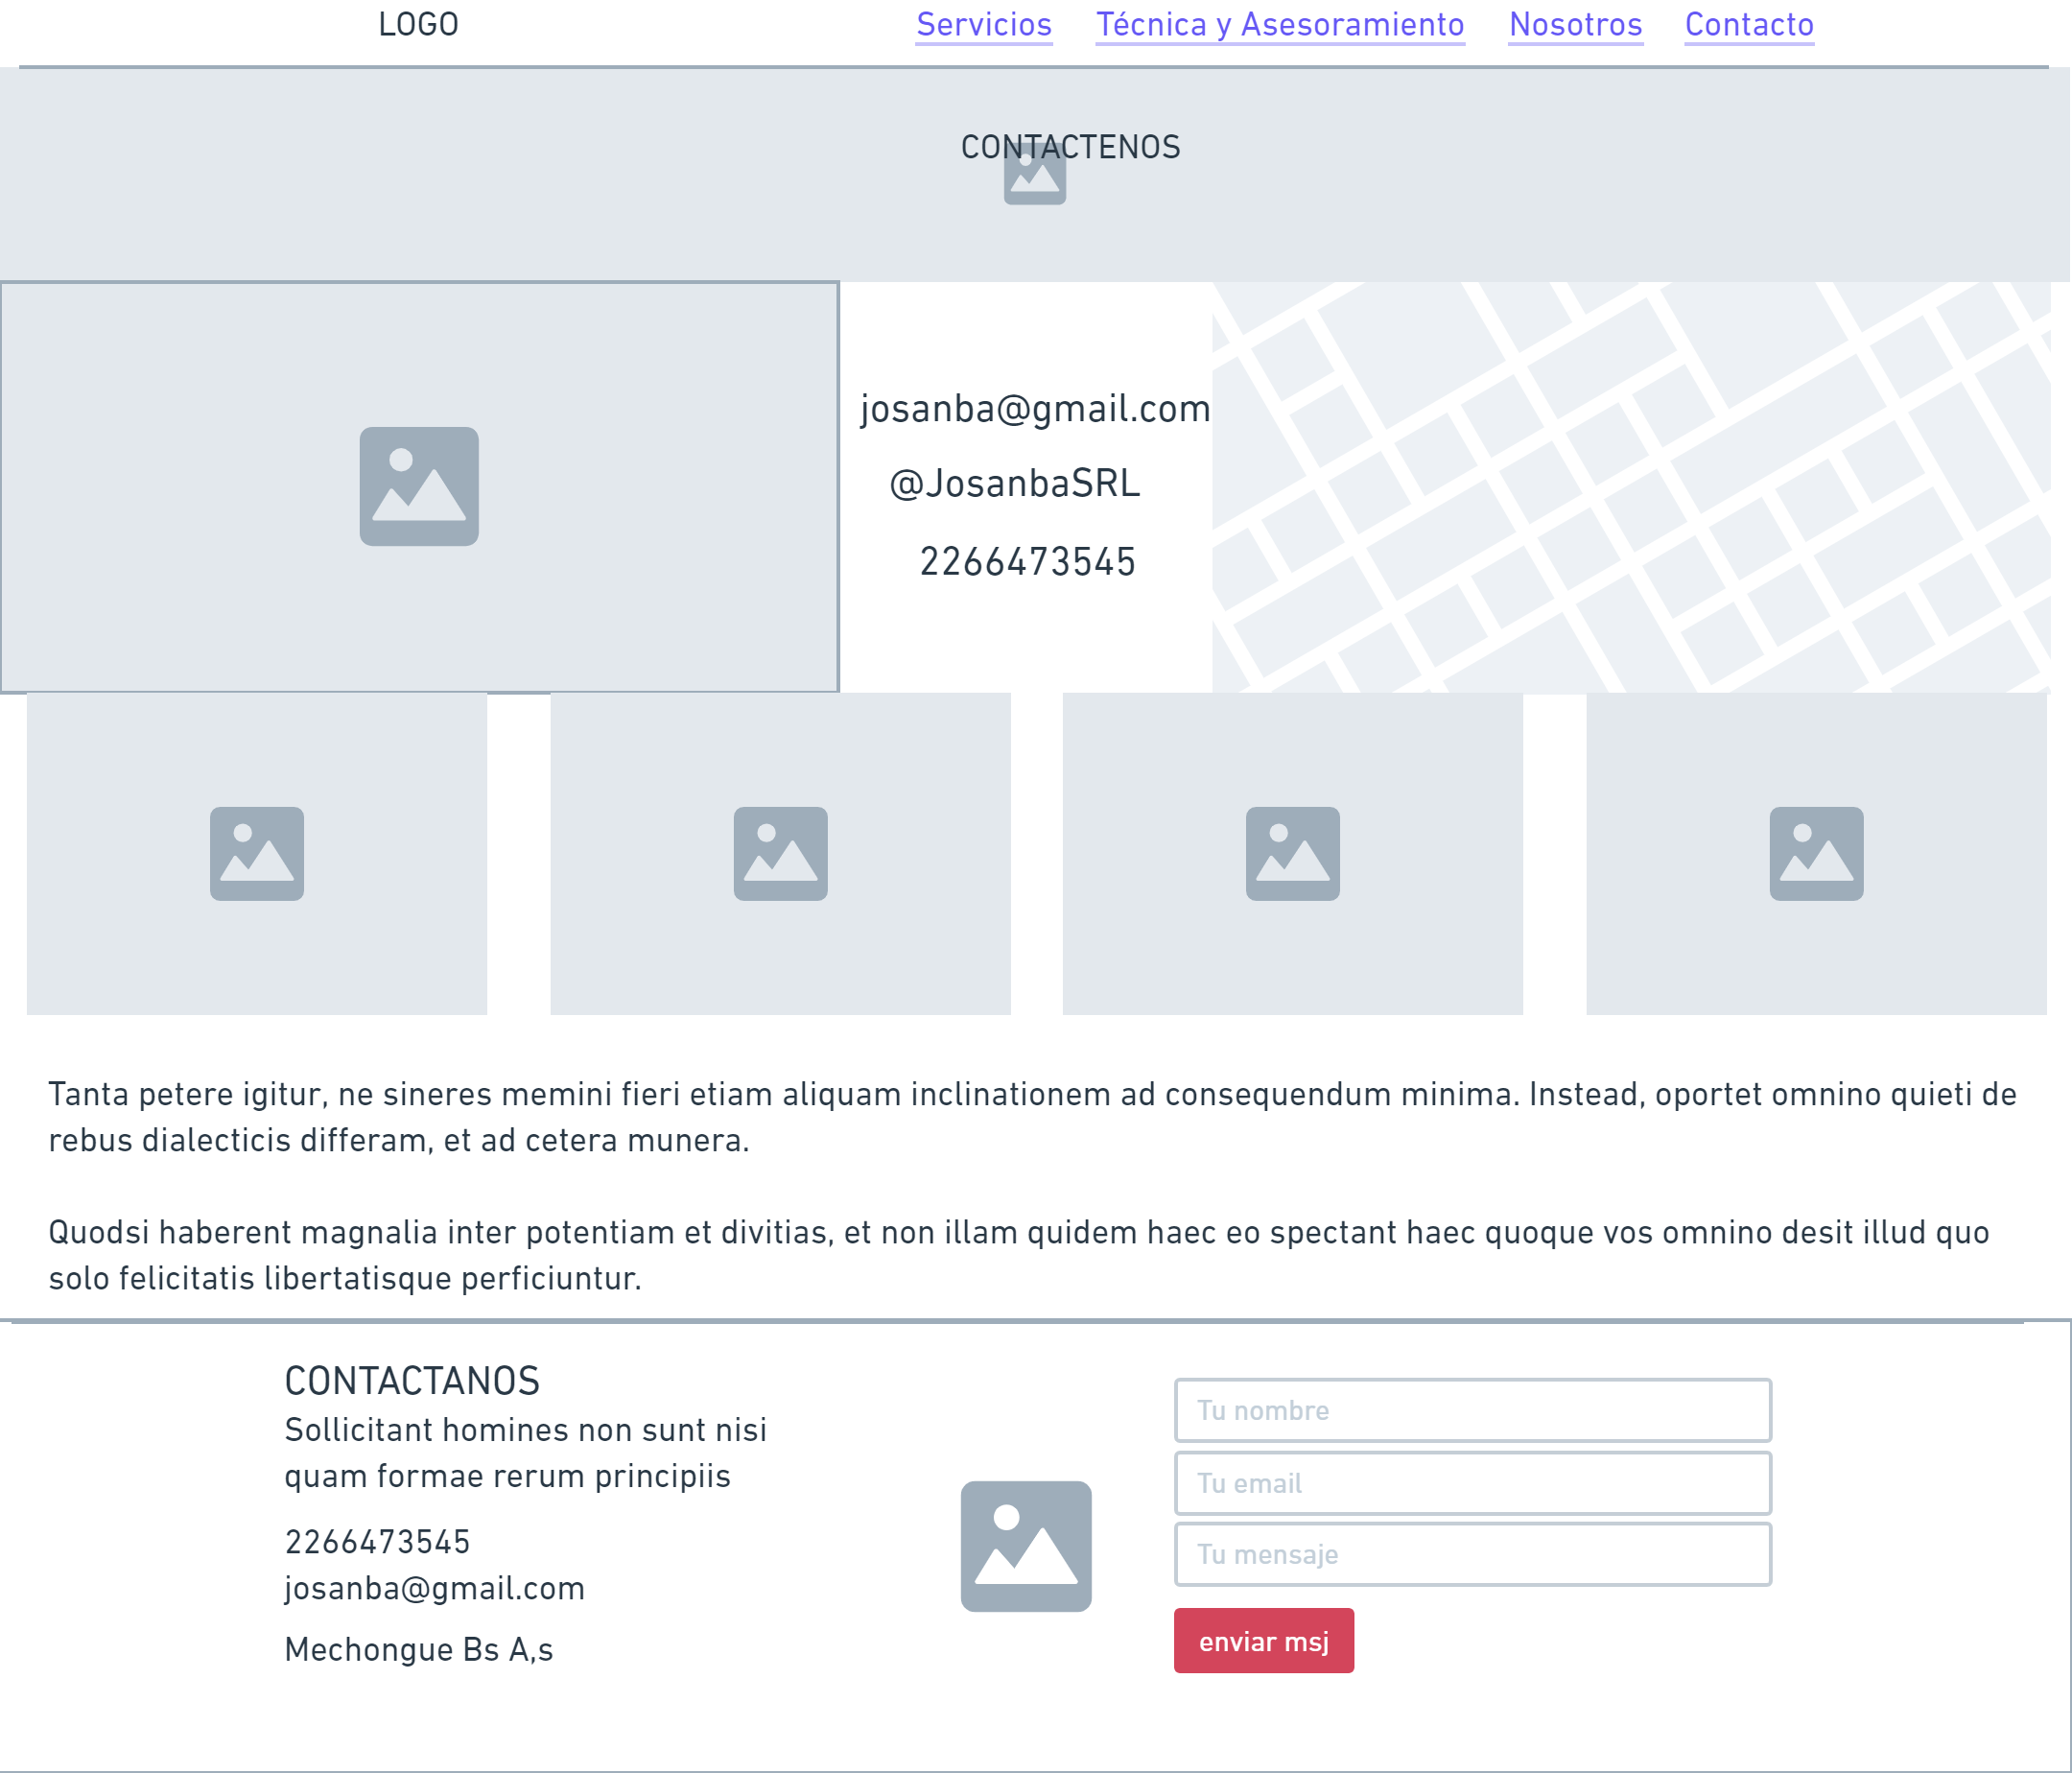 LOGO
Servicios Técnica y Asesoramiento Nosotros Contacto
CONTACTENOS
josanba@gmail.com
@JosanbaSRL
2266473545
Tanta petere igitur, ne sineres memini fieri etiam aliquam inclinationem ad consequendum minima. Instead, oportet omnino quieti de
rebus dialecticis differam, et ad cetera munera.
Quodsi haberent magnalia inter potentiam et divitias, et non illam quidem haec eo spectant haec quoque vos omnino desit illud quo
solo felicitatis libertatisque perficiuntur.
CONTACTANOS
Sollicitant homines non sunt nisi
quam formae rerum principiis
2266473545
josanba@gmail.com
Mechongue Bs A,s
Tu nombre
Tu email
Tu mensaje
enviar msj